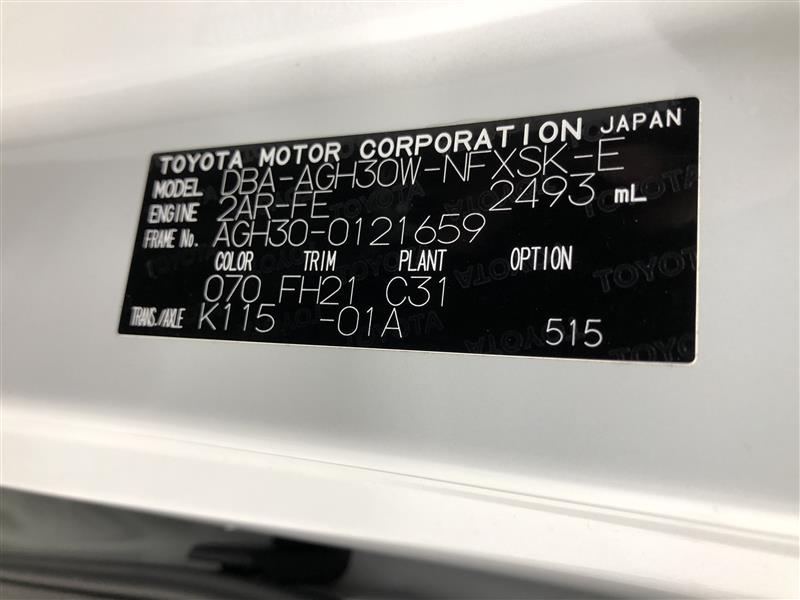 TOYOTA MOTOR CORPORATION JAPAN
MODEL DBA-AGH30W-NFXSK-E
ENGINE 2AR-FE 2493 mL
FRAME No. AGH30-0121659
COLOR TRIM PLANT OPTION
070 FH21 C31
TRANS./AXLE K115 -01A 515